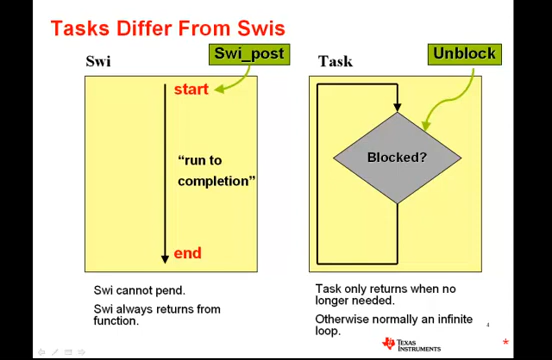 Tasks Differ From Swis
Swi_post
Unblock
Swi
Task
start
"run to
completion"
end
Blocked?
Swi cannot pend.
Swi always returns from
function.
Task only returns when no
longer needed.
Otherwise normally an infinite
loop.
4
TEXAS
INSTRUMENTS
*